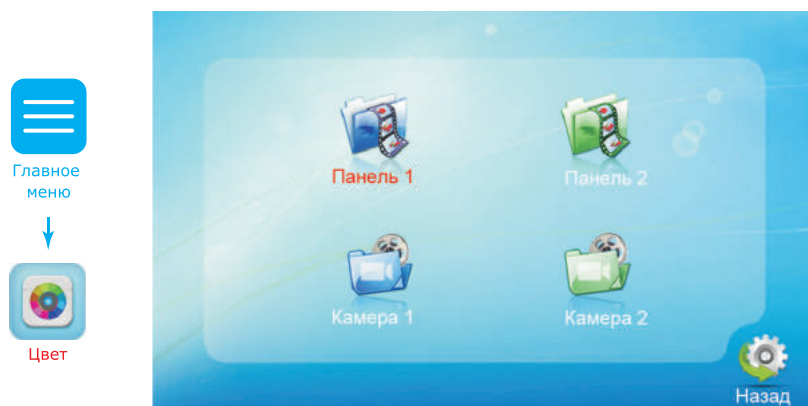 Главное
меню
Цвет
Панель 1
Панель 2
Камера 1
Камера 2
Назад